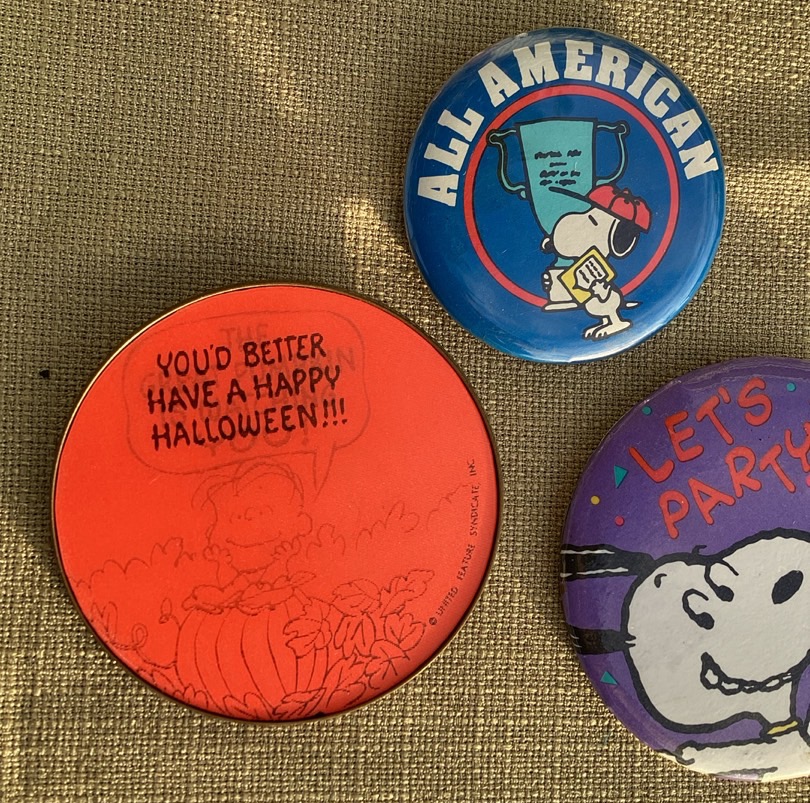 ALL AMERICAN
YOU'D BETTER
HAVE A HAPPY
HALLOWEEN!!!
© UNITED FEATURE SYNDICATE INC.
LET'S
PARTY